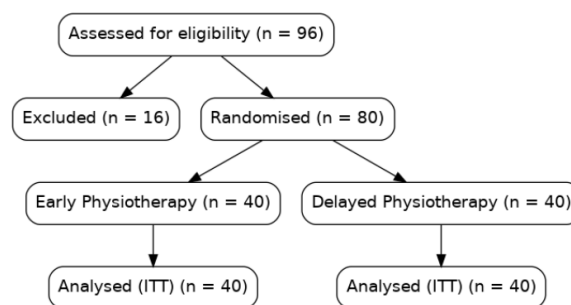 Assessed for eligibility (n = 96)
Excluded (n = 16)
Randomised (n = 80)
Early Physiotherapy (n = 40)
Delayed Physiotherapy (n = 40)
Analysed (ITT) (n = 40)
Analysed (ITT) (n = 40)